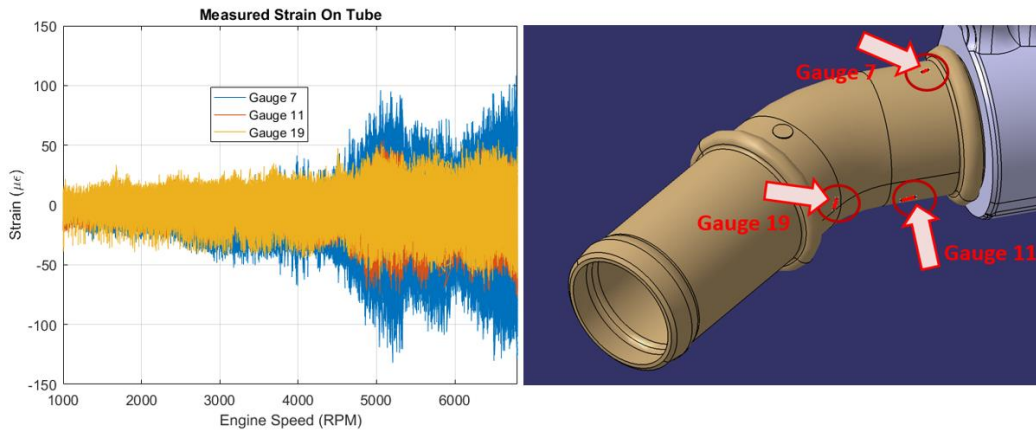 Measured Strain On Tube
150
100
50
0
-50
-100
-150
Strain (με)
Gauge 7
Gauge 11
Gauge 19
1000
2000
3000
4000
5000
6000
Engine Speed (RPM)
Gauge 7
Gauge 19
Gauge 11